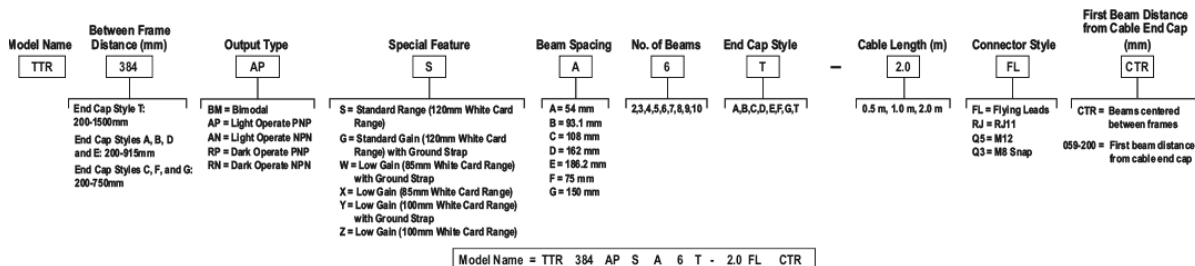 Model Name
TTR
Between Frame
Distance (mm)
384
End Cap Style T:
200-1500mm
End Cap Styles A, B, D
and E: 200-915mm
End Cap Styles C, F, and G:
200-750mm
Output Type
AP
BM = Bimodal
AP = Light Operate PNP
AN = Light Operate NPN
RP = Dark Operate PNP
RN = Dark Operate NPN
Special Feature
S
S = Standard Range (120mm White Card
Range)
G = Standard Gain (120mm White Card
Range) with Ground Strap
W = Low Gain (85mm White Card Range)
with Ground Strap
X = Low Gain (85mm White Card Range)
Y = Low Gain (100mm White Card Range)
with Ground Strap
Z = Low Gain (100mm White Card Range)
Beam Spacing
A
A = 54 mm
B = 93.1 mm
C = 108 mm
D = 162 mm
E = 186.2 mm
F = 75 mm
G = 150 mm
No. of Beams
6
2,3,4,5,6,7,8,9,10
End Cap Style
T
A,B,C,D,E,F,G,T
–
Cable Length (m)
2.0
0.5 m, 1.0 m, 2.0 m
Connector Style
FL
FL = Flying Leads
RJ = RJ11
Q5 = M12
Q3 = M8 Snap
First Beam Distance
from Cable End Cap
(mm)
CTR
CTR = Beams centered
between frames
059-200 = First beam distance
from cable end cap
Model Name = TTR 384 AP S A 6 T - 2.0 FL CTR